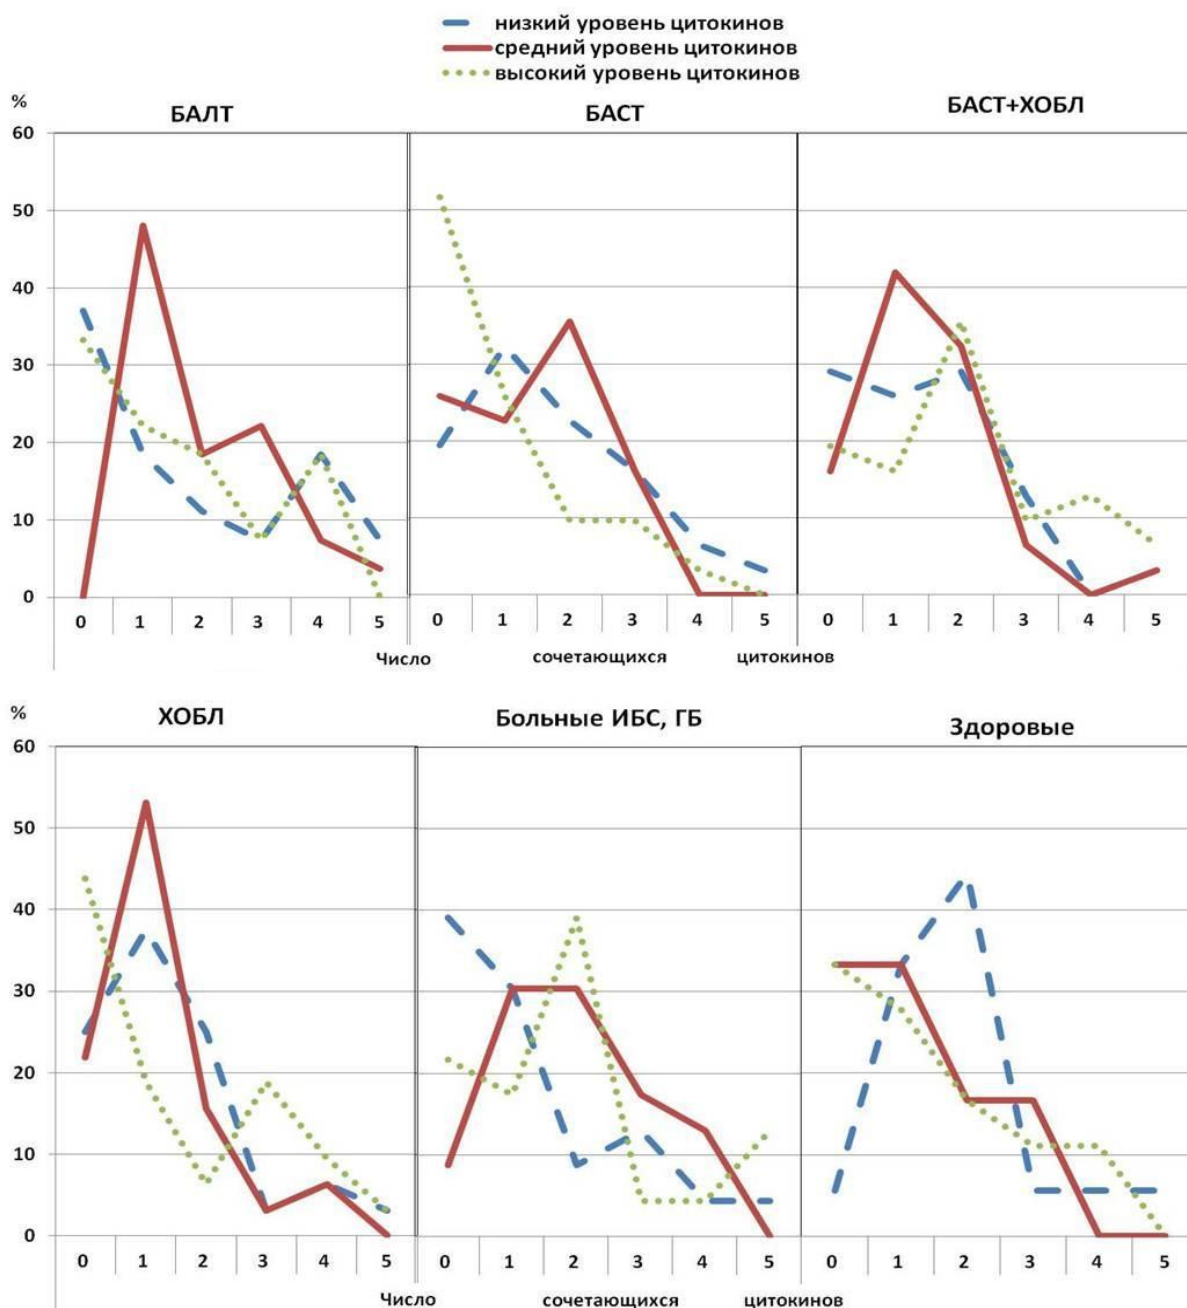 низкий уровень цитокинов
средний уровень цитокинов
высокий уровень цитокинов
%
БАЛТ
БАСТ
БАСТ+ХОБЛ
60
50
40
30
20
10
0
0 1 2 3 4 5
0 1 2 3 4 5
0 1 2 3 4 5
Число сочетающихся цитокинов
%
ХОБЛ
Больные ИБС, ГБ
Здоровые
60
50
40
30
20
10
0
0 1 2 3 4 5
0 1 2 3 4 5
0 1 2 3 4 5
Число сочетающихся цитокинов